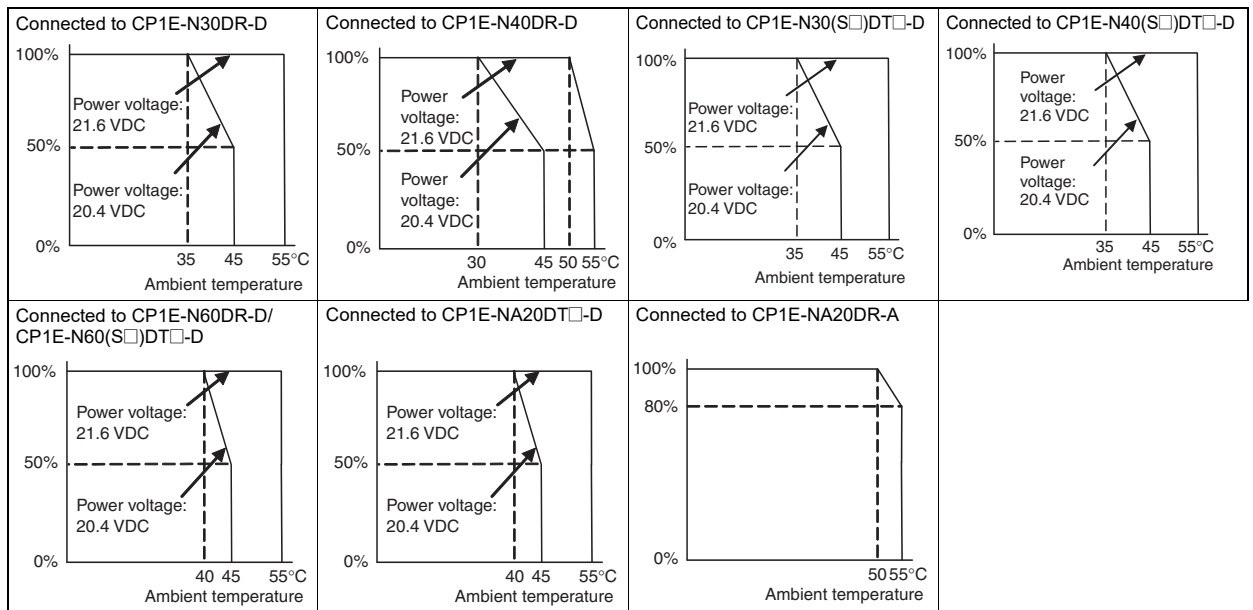 Connected to CP1E-N30DR-D
100%
Power voltage:
21.6 VDC
50%
Power voltage:
20.4 VDC
0%
35 45 55°C
Ambient temperature
Connected to CP1E-N40DR-D
100%
Power
voltage:
21.6 VDC
50%
Power
voltage:
20.4 VDC
0%
30 45 50 55°C
Ambient temperature
Connected to CP1E-N30(S□)DT□-D
100%
Power voltage:
21.6 VDC
50%
Power voltage:
20.4 VDC
0%
35 45 55°C
Ambient temperature
Connected to CP1E-N40(S□)DT□-D
100%
Power
voltage:
21.6 VDC
50%
Power
voltage:
20.4 VDC
0%
35 45 55°C
Ambient temperature
Connected to CP1E-N60DR-D/
CP1E-N60(S□)DT□-D
100%
Power voltage:
21.6 VDC
50%
Power voltage:
20.4 VDC
0%
40 45 55°C
Ambient temperature
Connected to CP1E-NA20DT□-D
100%
Power voltage:
21.6 VDC
50%
Power voltage:
20.4 VDC
0%
40 45 55°C
Ambient temperature
Connected to CP1E-NA20DR-A
100%
80%
0%
50 55°C
Ambient temperature